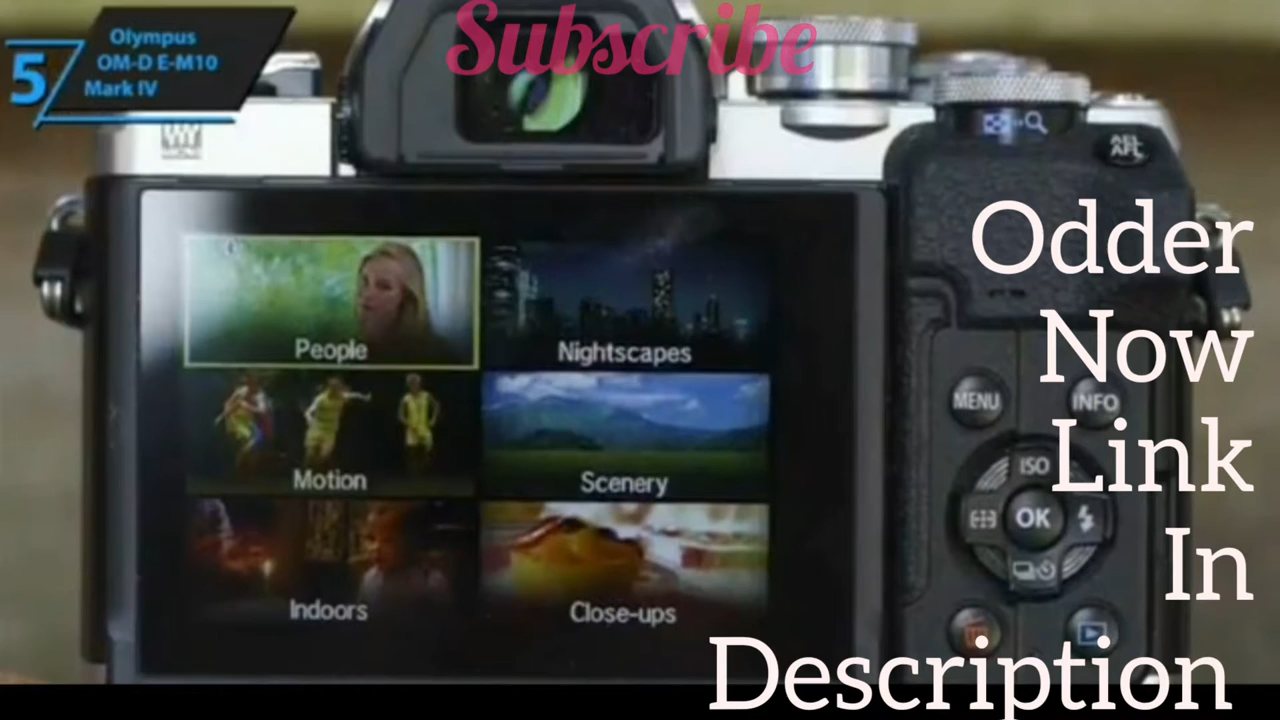 Subscribe
5
Olympus
OM-D E-M10
Mark IV
AEL
AFL
Odder
Now
Link
In
Description
People
Nightscapes
Motion
Scenery
Indoors
Close-ups
MENU
INFO
ISO
OK